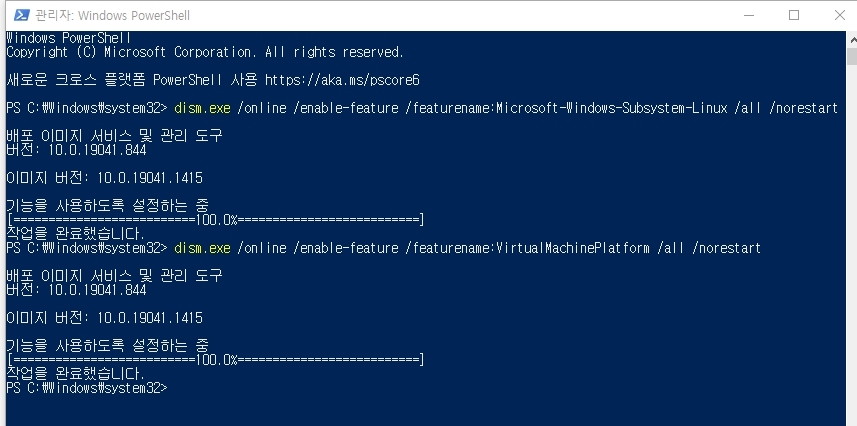 관리자: Windows PowerShell
Windows PowerShell
Copyright (C) Microsoft Corporation. All rights reserved.
새로운 크로스 플랫폼 PowerShell 사용 https://aka.ms/pscore6
PS C:₩Windows₩system32> dism.exe /online /enable-feature /featurename:Microsoft-Windows-Subsystem-Linux /all /norestart
배포 이미지 서비스 및 관리 도구
버전: 10.0.19041.844
이미지 버전: 10.0.19041.1415
기능을 사용하도록 설정하는 중
[==========================100.0%==========================]
작업을 완료했습니다.
PS C:₩Windows₩system32> dism.exe /online /enable-feature /featurename:VirtualMachinePlatform /all /norestart
배포 이미지 서비스 및 관리 도구
버전: 10.0.19041.844
이미지 버전: 10.0.19041.1415
기능을 사용하도록 설정하는 중
[==========================100.0%==========================]
작업을 완료했습니다.
PS C:₩Windows₩system32>